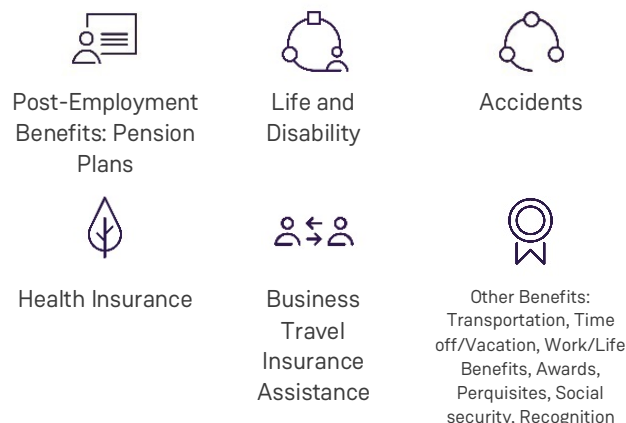 Post-Employment
Benefits: Pension
Plans
Life and
Disability
Accidents
Health Insurance
Business
Travel
Insurance
Assistance
Other Benefits:
Transportation, Time
off/Vacation, Work/Life
Benefits, Awards,
Perquisites, Social
security, Recognition